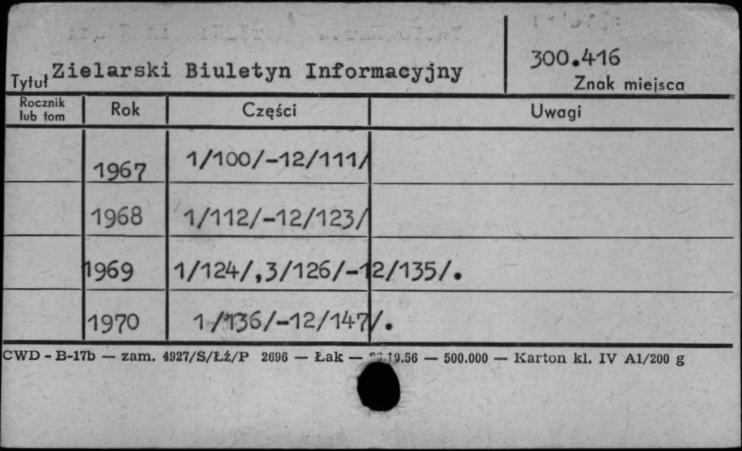 Tytuł Zielarski Biuletyn Informacyjny
300.416
Znak miejsca
Rocznik lub tom Rok Części Uwagi
1967 1/100/-12/111/
1968 1/112/-12/123/
1969 1/124/,3/126/-12/135/.
1970 1/136/-12/147/.
CWD - B-17b — zam. 4927/S/ŁŹ/P 2696 — Łak — 19.56 — 500.000 — Karton kl. IV A1/200 g